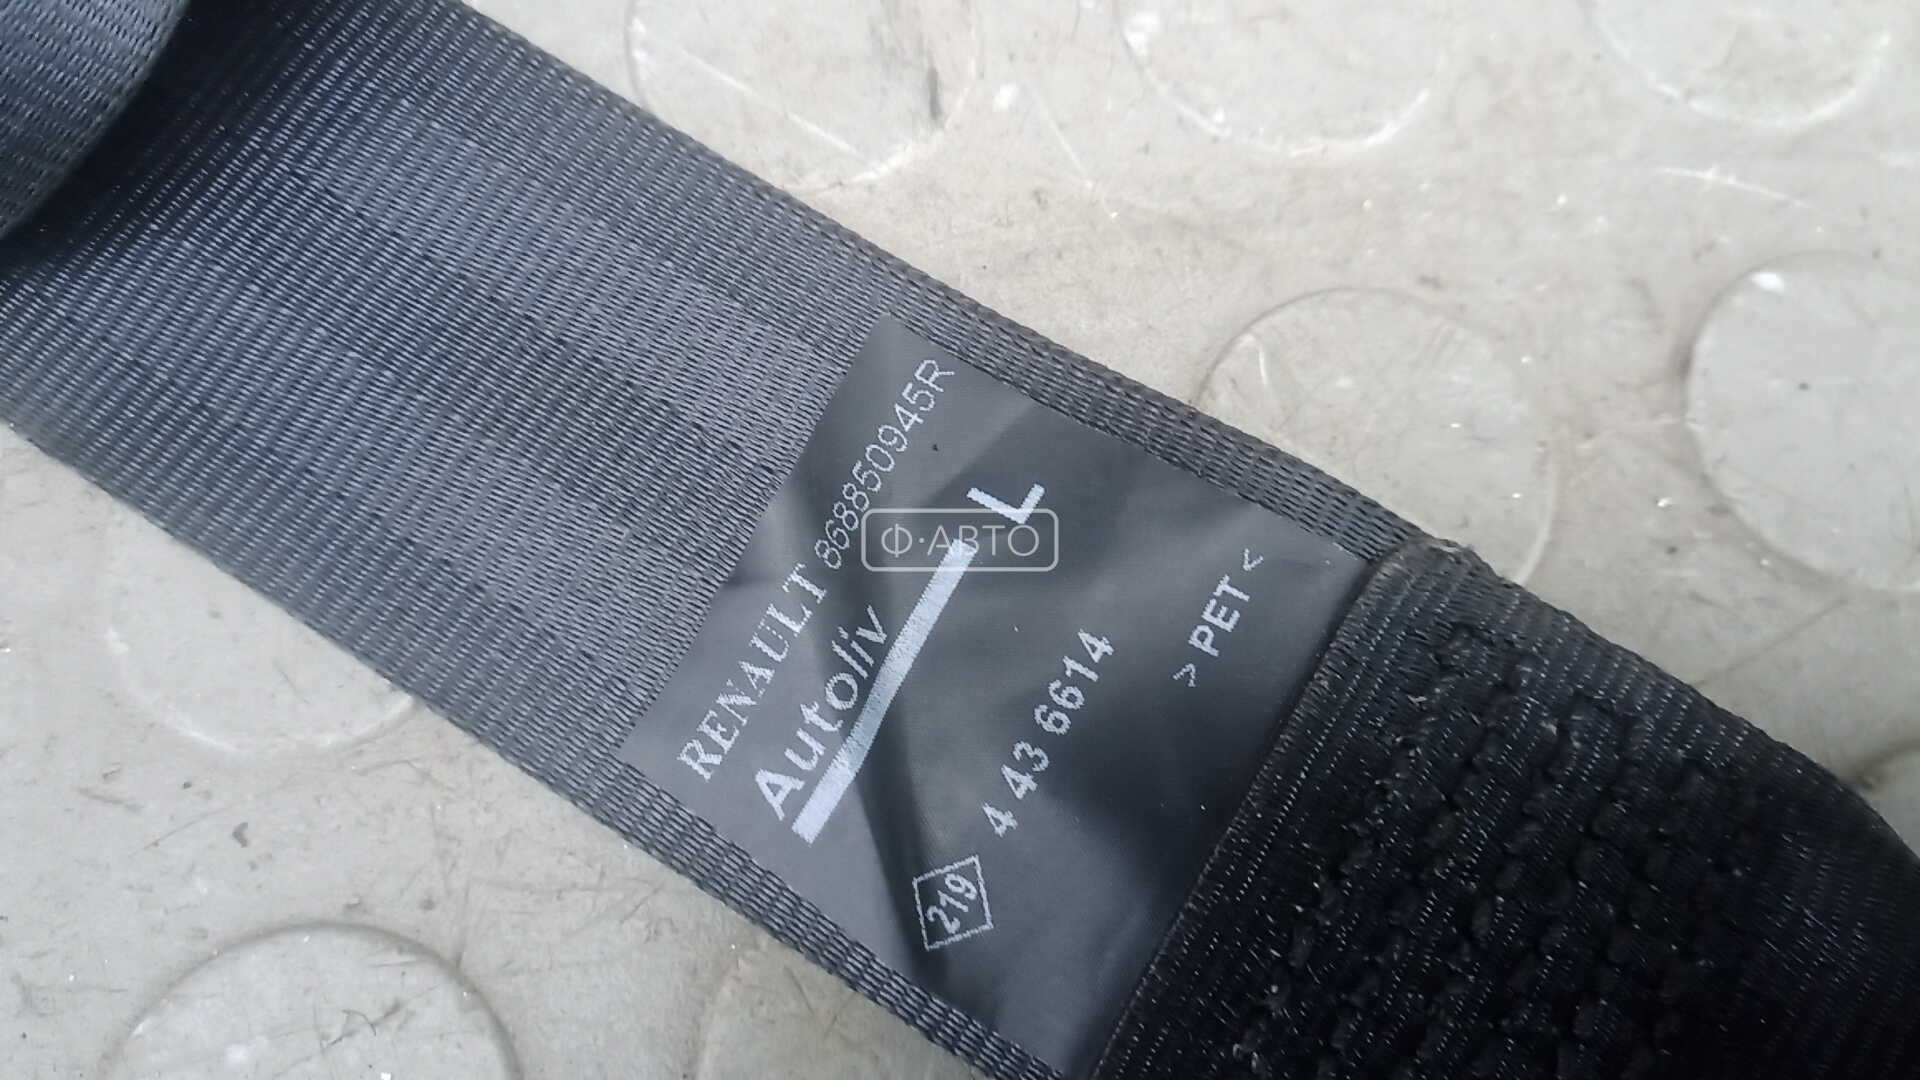 RENAULT 868850945R
Autoliv L
4 43 6614
219
> PET <
Ф·АВТО